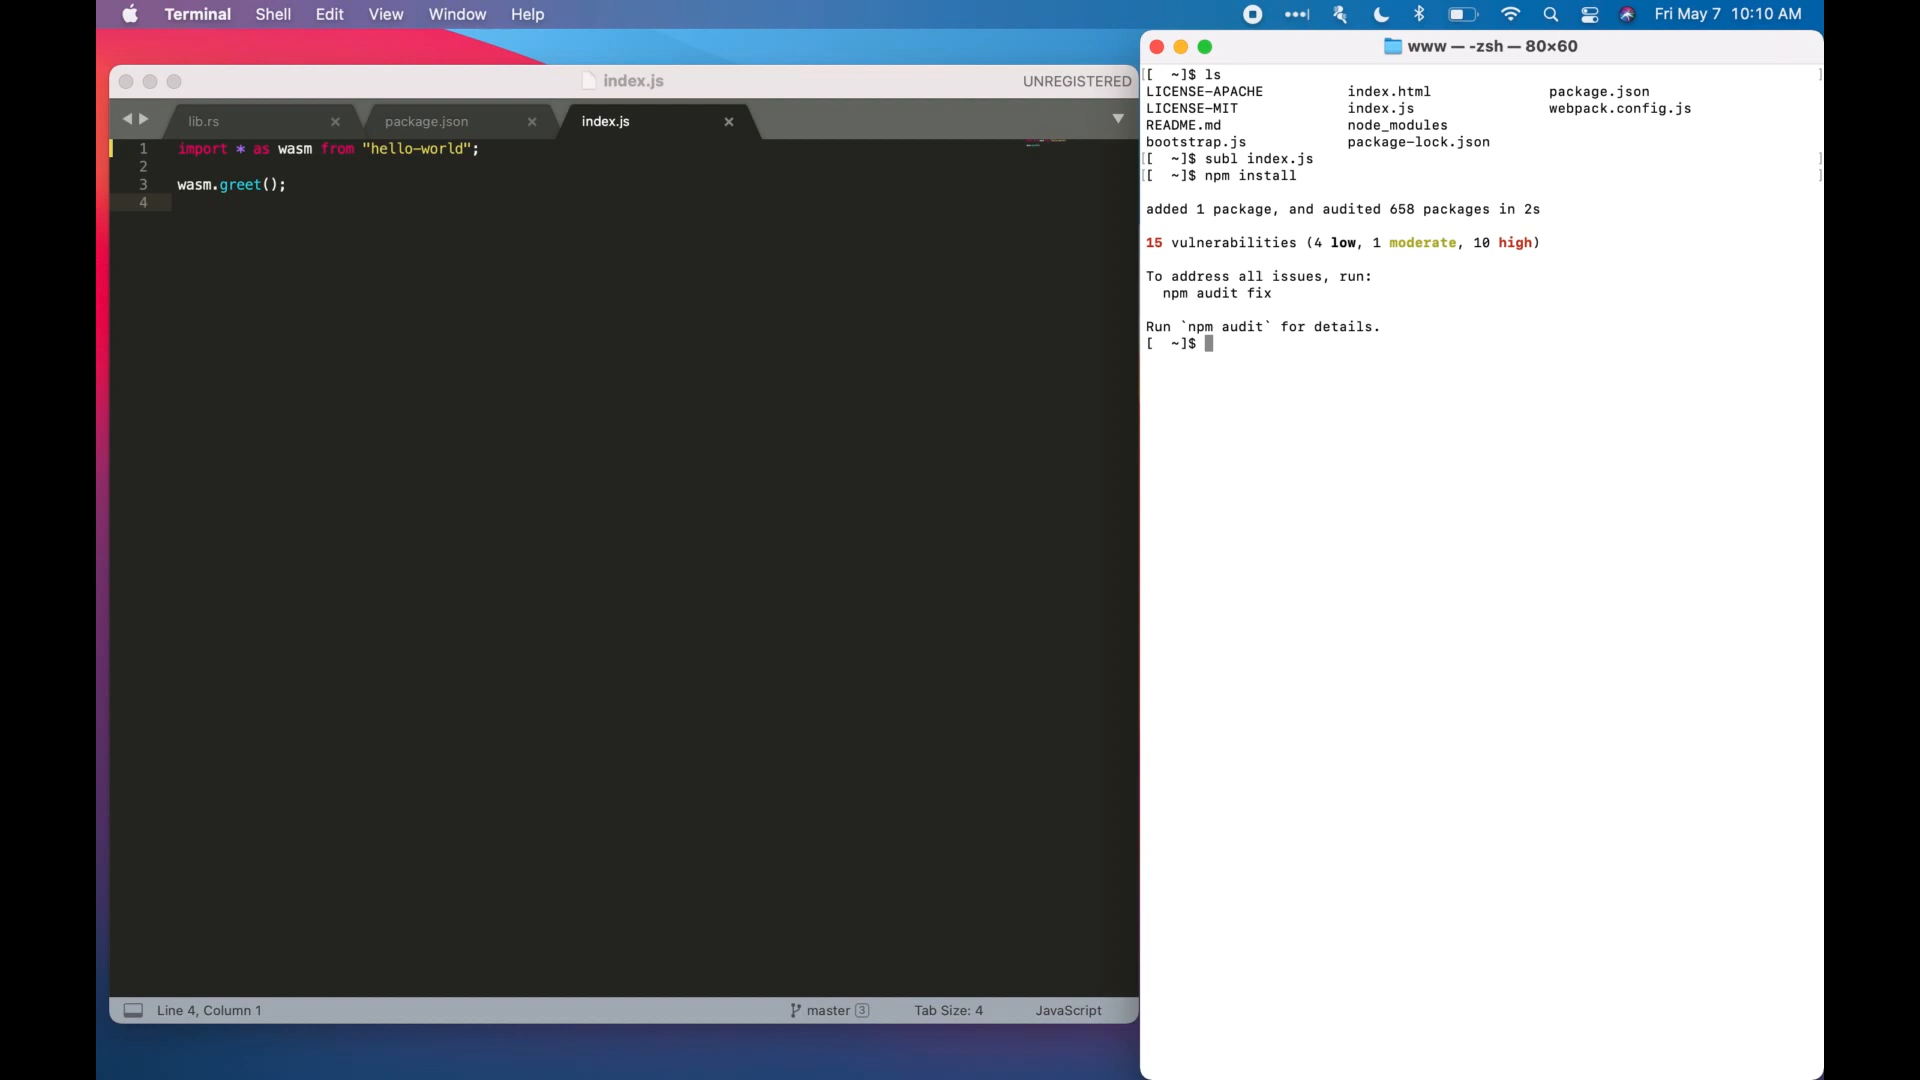 Terminal Shell Edit View Window Help Fri May 7 10:10 AM
index.js UNREGISTERED
lib.rs package.json index.js
1 import * as wasm from "hello-world";
2
3 wasm.greet();
4
Line 4, Column 1 master 3 Tab Size: 4 JavaScript
www — -zsh — 80×60
[[ ~]$ ls ]
LICENSE-APACHE index.html package.json
LICENSE-MIT index.js webpack.config.js
README.md node_modules
bootstrap.js package-lock.json
[[ ~]$ subl index.js ]
[[ ~]$ npm install ]
added 1 package, and audited 658 packages in 2s
15 vulnerabilities (4 low, 1 moderate, 10 high)
To address all issues, run:
npm audit fix
Run `npm audit` for details.
[ ~]$